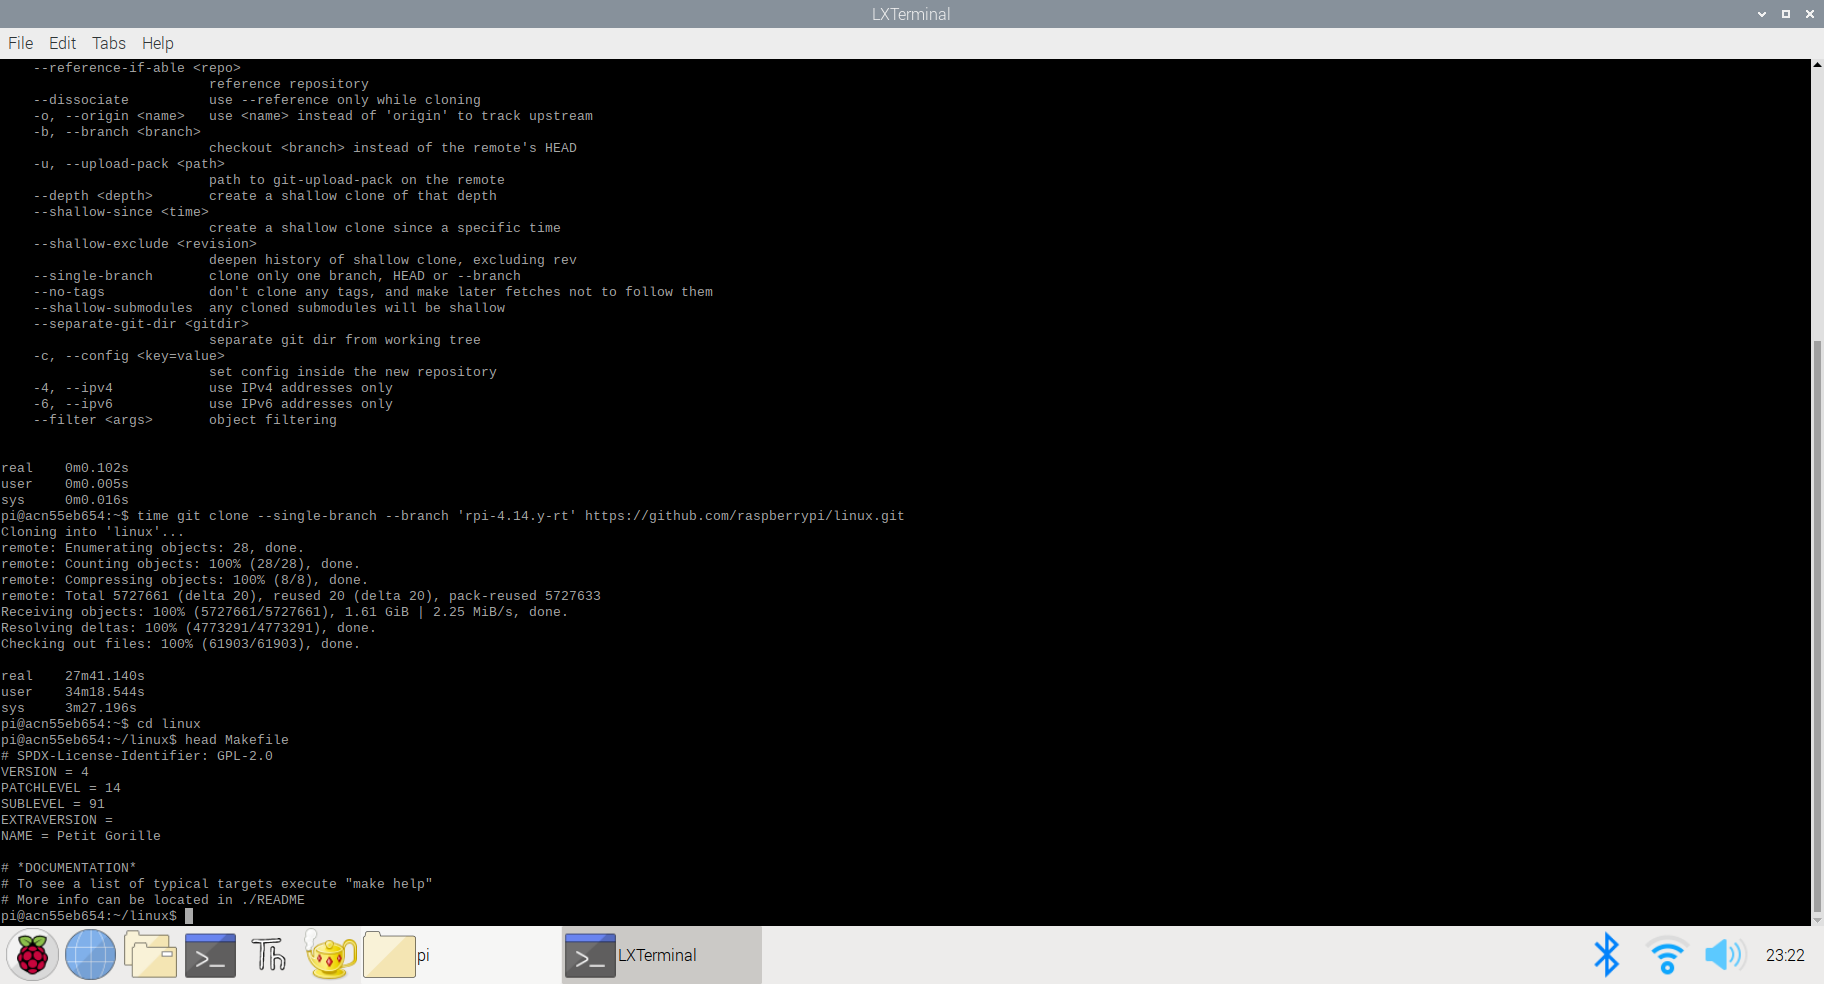 LXTerminal
File Edit Tabs Help
--reference-if-able <repo>
reference repository
--dissociate use --reference only while cloning
-o, --origin <name> use <name> instead of 'origin' to track upstream
-b, --branch <branch>
checkout <branch> instead of the remote's HEAD
-u, --upload-pack <path>
path to git-upload-pack on the remote
--depth <depth> create a shallow clone of that depth
--shallow-since <time>
create a shallow clone since a specific time
--shallow-exclude <revision>
deepen history of shallow clone, excluding rev
--single-branch clone only one branch, HEAD or --branch
--no-tags don't clone any tags, and make later fetches not to follow them
--shallow-submodules any cloned submodules will be shallow
--separate-git-dir <gitdir>
separate git dir from working tree
-c, --config <key=value>
set config inside the new repository
-4, --ipv4 use IPv4 addresses only
-6, --ipv6 use IPv6 addresses only
--filter <args> object filtering
real 0m0.102s
user 0m0.005s
sys 0m0.016s
pi@acn55eb654:~$ time git clone --single-branch --branch 'rpi-4.14.y-rt' https://github.com/raspberrypi/linux.git
Cloning into 'linux'...
remote: Enumerating objects: 28, done.
remote: Counting objects: 100% (28/28), done.
remote: Compressing objects: 100% (8/8), done.
remote: Total 5727661 (delta 20), reused 20 (delta 20), pack-reused 5727633
Receiving objects: 100% (5727661/5727661), 1.61 GiB | 2.25 MiB/s, done.
Resolving deltas: 100% (4773291/4773291), done.
Checking out files: 100% (61903/61903), done.
real 27m41.140s
user 34m18.544s
sys 3m27.196s
pi@acn55eb654:~$ cd linux
pi@acn55eb654:~/linux$ head Makefile
# SPDX-License-Identifier: GPL-2.0
VERSION = 4
PATCHLEVEL = 14
SUBLEVEL = 91
EXTRAVERSION =
NAME = Petit Gorille
# *DOCUMENTATION*
# To see a list of typical targets execute "make help"
# More info can be located in ./README
pi@acn55eb654:~/linux$
>_ Th pi >_ LXTerminal 23:22